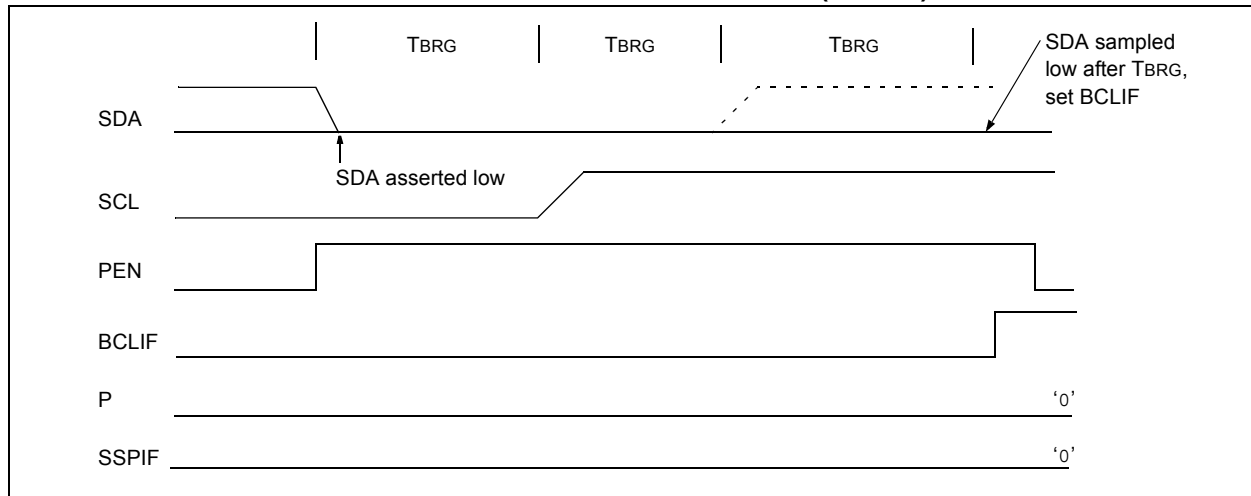 TBRG TBRG TBRG
SDA sampled
low after TBRG,
set BCLIF
SDA
SDA asserted low
SCL
PEN
BCLIF
P
‘0’
SSPIF
‘0’